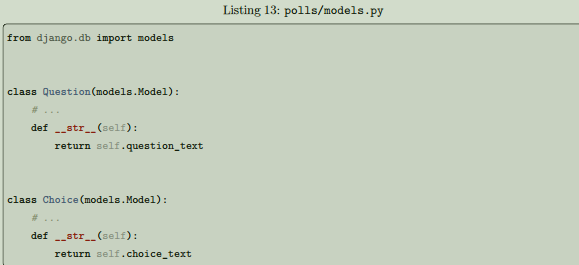 Listing 13: polls/models.py
from django.db import models
class Question(models.Model):
    # ...
    def __str__(self):
        return self.question_text
class Choice(models.Model):
    # ...
    def __str__(self):
        return self.choice_text